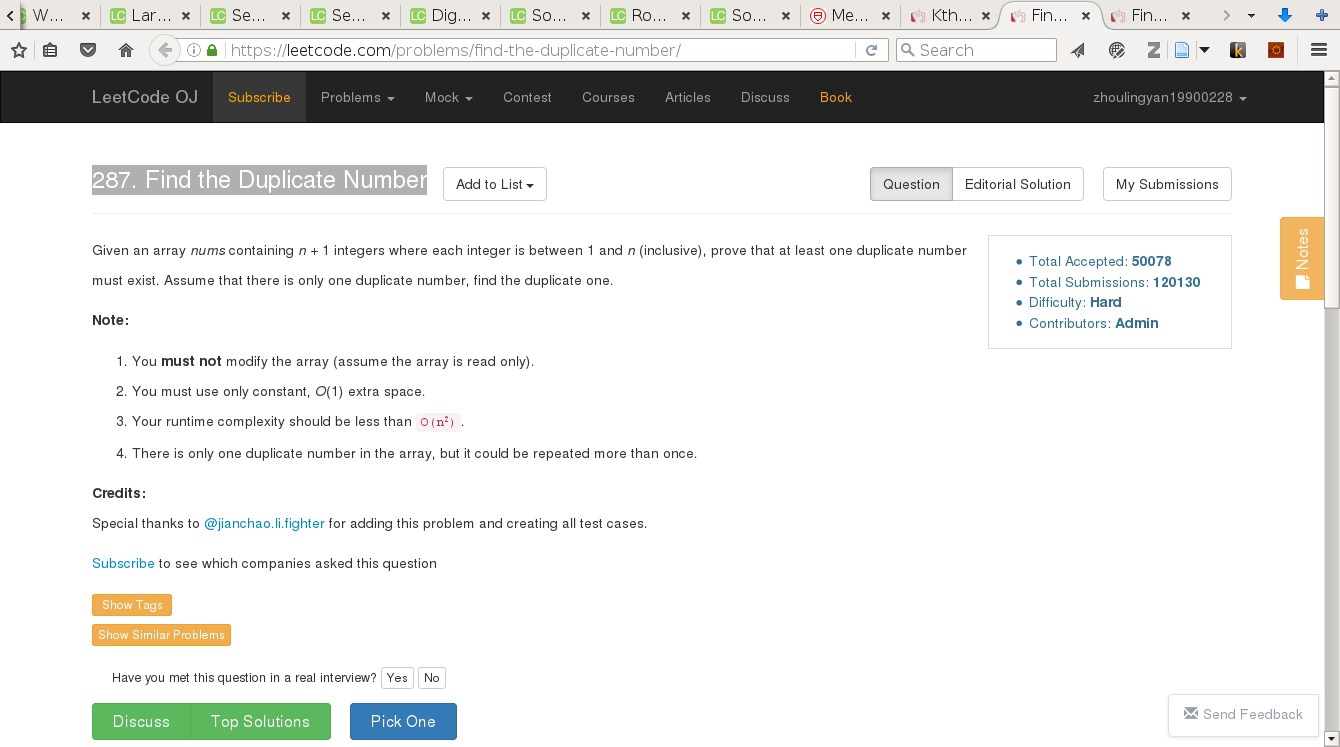 W... Lar... Se... Se... Dig... So... Ro... So... Me... Kth... Fin... Fin...
https://leetcode.com/problems/find-the-duplicate-number/ Search
LeetCode OJ Subscribe Problems Mock Contest Courses Articles Discuss Book zhoulingyan19900228
287. Find the Duplicate Number Add to List Question Editorial Solution My Submissions
Notes
Given an array nums containing n + 1 integers where each integer is between 1 and n (inclusive), prove that at least one duplicate number
must exist. Assume that there is only one duplicate number, find the duplicate one.
• Total Accepted: 50078
• Total Submissions: 120130
• Difficulty: Hard
• Contributors: Admin
Note:
1. You must not modify the array (assume the array is read only).
2. You must use only constant, O(1) extra space.
3. Your runtime complexity should be less than O(n²).
4. There is only one duplicate number in the array, but it could be repeated more than once.
Credits:
Special thanks to @jianchao.li.fighter for adding this problem and creating all test cases.
Subscribe to see which companies asked this question
Show Tags
Show Similar Problems
Have you met this question in a real interview? Yes No
Discuss Top Solutions Pick One
Send Feedback